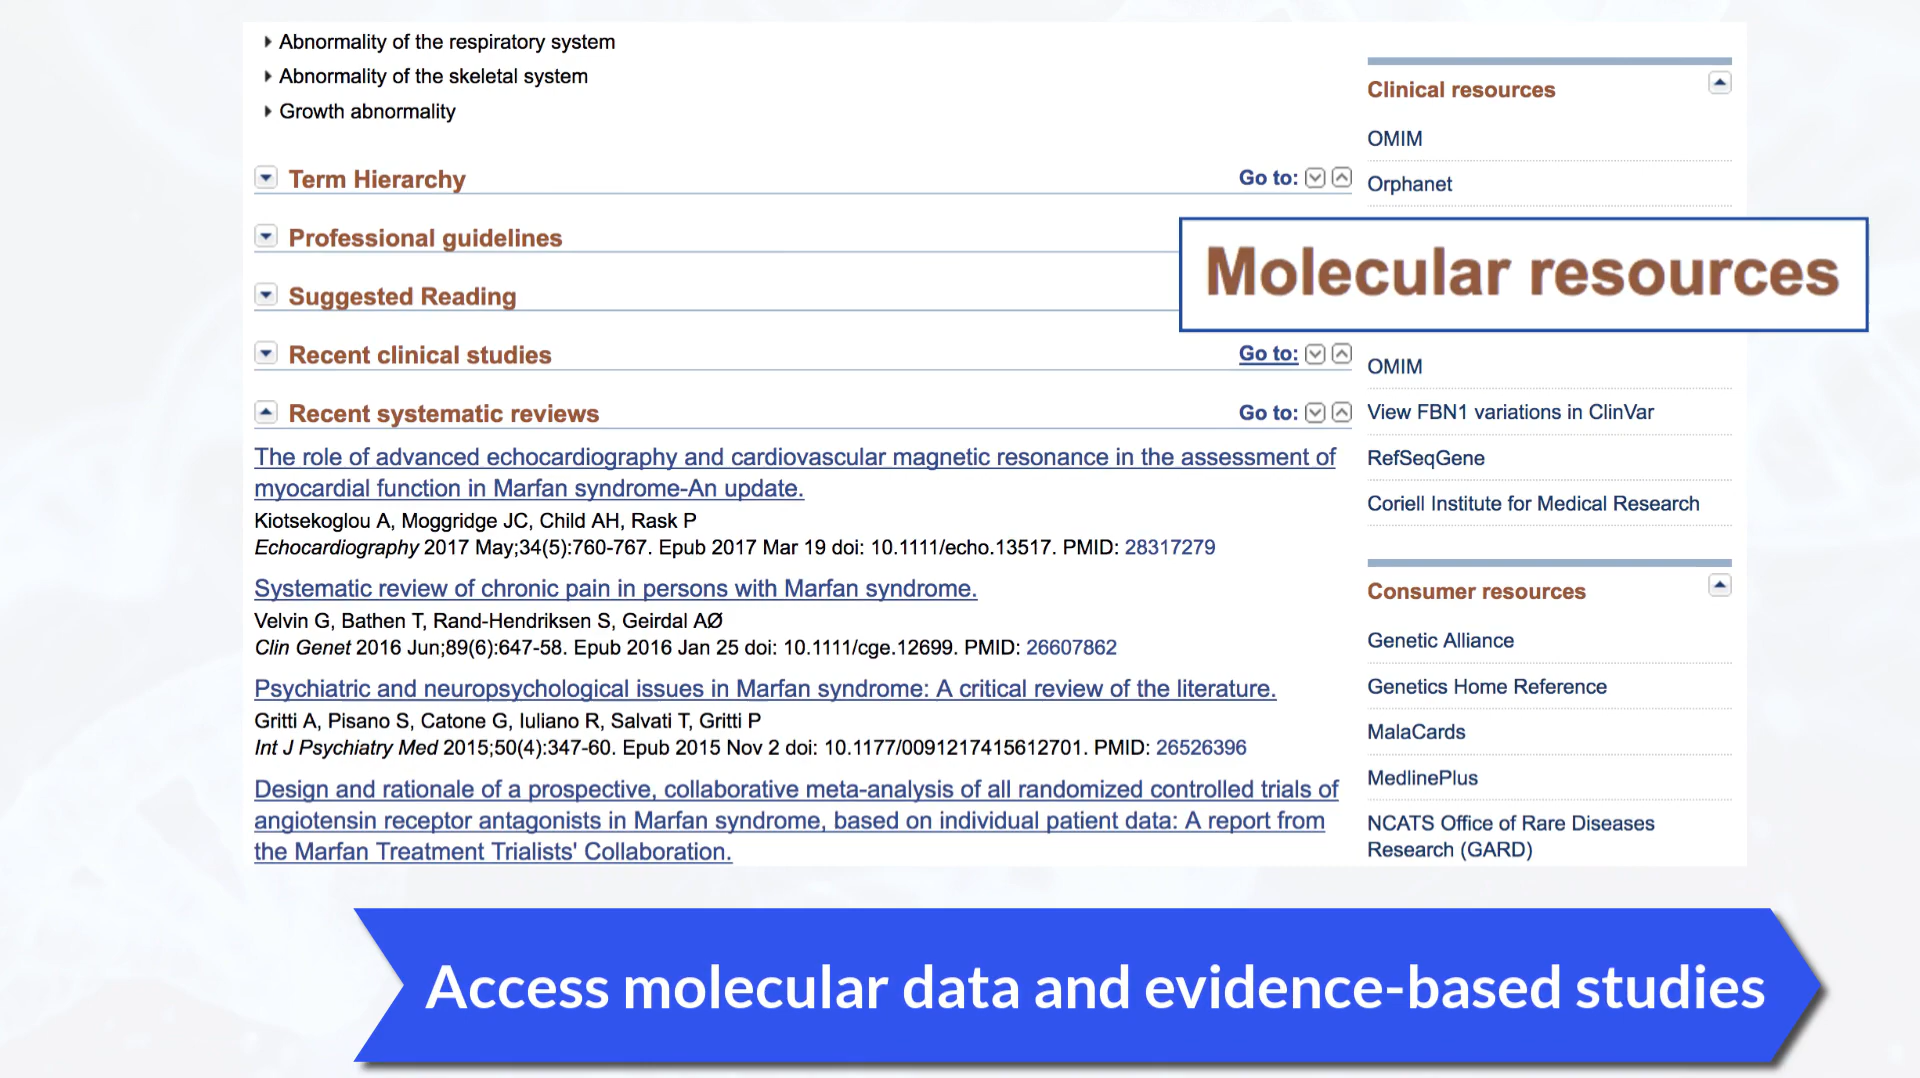 Abnormality of the respiratory system
Abnormality of the skeletal system
Growth abnormality
Term Hierarchy
Go to:
Professional guidelines
Suggested Reading
Recent clinical studies
Go to:
Recent systematic reviews
Go to:
The role of advanced echocardiography and cardiovascular magnetic resonance in the assessment of
myocardial function in Marfan syndrome-An update.
Kiotsekoglou A, Moggridge JC, Child AH, Rask P
Echocardiography 2017 May;34(5):760-767. Epub 2017 Mar 19 doi: 10.1111/echo.13517. PMID: 28317279
Systematic review of chronic pain in persons with Marfan syndrome.
Velvin G, Bathen T, Rand-Hendriksen S, Geirdal AØ
Clin Genet 2016 Jun;89(6):647-58. Epub 2016 Jan 25 doi: 10.1111/cge.12699. PMID: 26607862
Psychiatric and neuropsychological issues in Marfan syndrome: A critical review of the literature.
Gritti A, Pisano S, Catone G, Iuliano R, Salvati T, Gritti P
Int J Psychiatry Med 2015;50(4):347-60. Epub 2015 Nov 2 doi: 10.1177/0091217415612701. PMID: 26526396
Design and rationale of a prospective, collaborative meta-analysis of all randomized controlled trials of
angiotensin receptor antagonists in Marfan syndrome, based on individual patient data: A report from
the Marfan Treatment Trialists' Collaboration.
Clinical resources
OMIM
Orphanet
Molecular resources
OMIM
View FBN1 variations in ClinVar
RefSeqGene
Coriell Institute for Medical Research
Consumer resources
Genetic Alliance
Genetics Home Reference
MalaCards
MedlinePlus
NCATS Office of Rare Diseases
Research (GARD)
Access molecular data and evidence-based studies